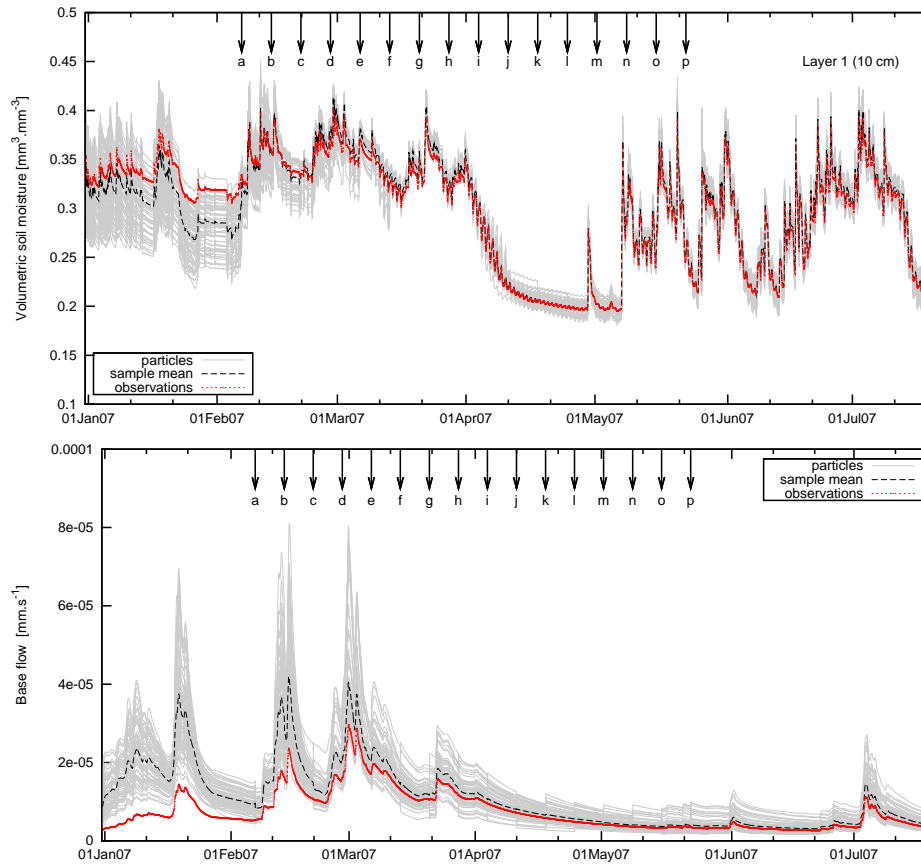 0.5
0.45
0.4
0.35
0.3
0.25
0.2
0.15
0.1
Volumetric soil moisture [mm³.mm⁻³]
a b c d e f g h i j k l m n o p
Layer 1 (10 cm)
particles
sample mean
observations
01Jan07 01Feb07 01Mar07 01Apr07 01May07 01Jun07 01Jul07
0.0001
8e-05
6e-05
4e-05
2e-05
0
Base flow [mm.s⁻¹]
a b c d e f g h i j k l m n o p
particles
sample mean
observations
01Jan07 01Feb07 01Mar07 01Apr07 01May07 01Jun07 01Jul07